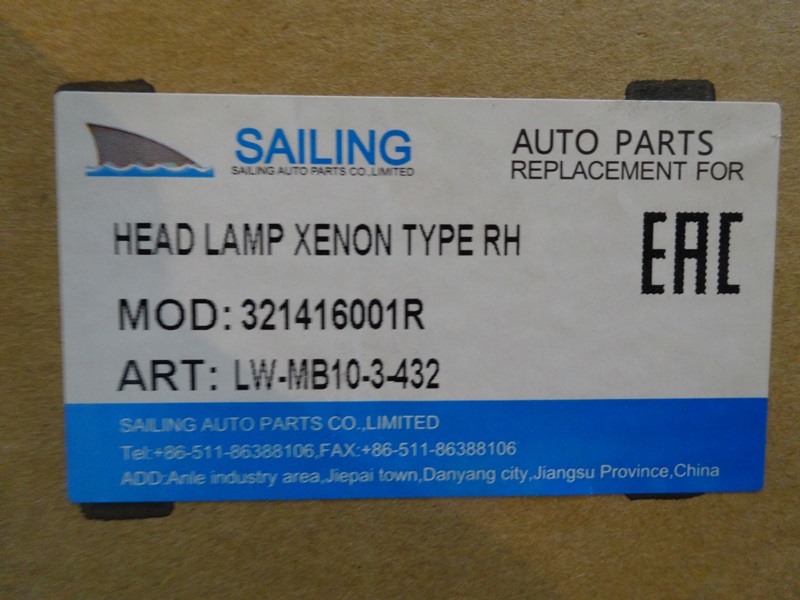 SAILING
SAILING AUTO PARTS CO.,LIMITED
AUTO PARTS
REPLACEMENT FOR
HEAD LAMP XENON TYPE RH
EAC
MOD: 321416001R
ART: LW-MB10-3-432
SAILING AUTO PARTS CO.,LIMITED
Tel:+86-511-86388106,FAX:+86-511-86388106
ADD:Anle industry area,Jiepai town,Danyang city,Jiangsu Province,China